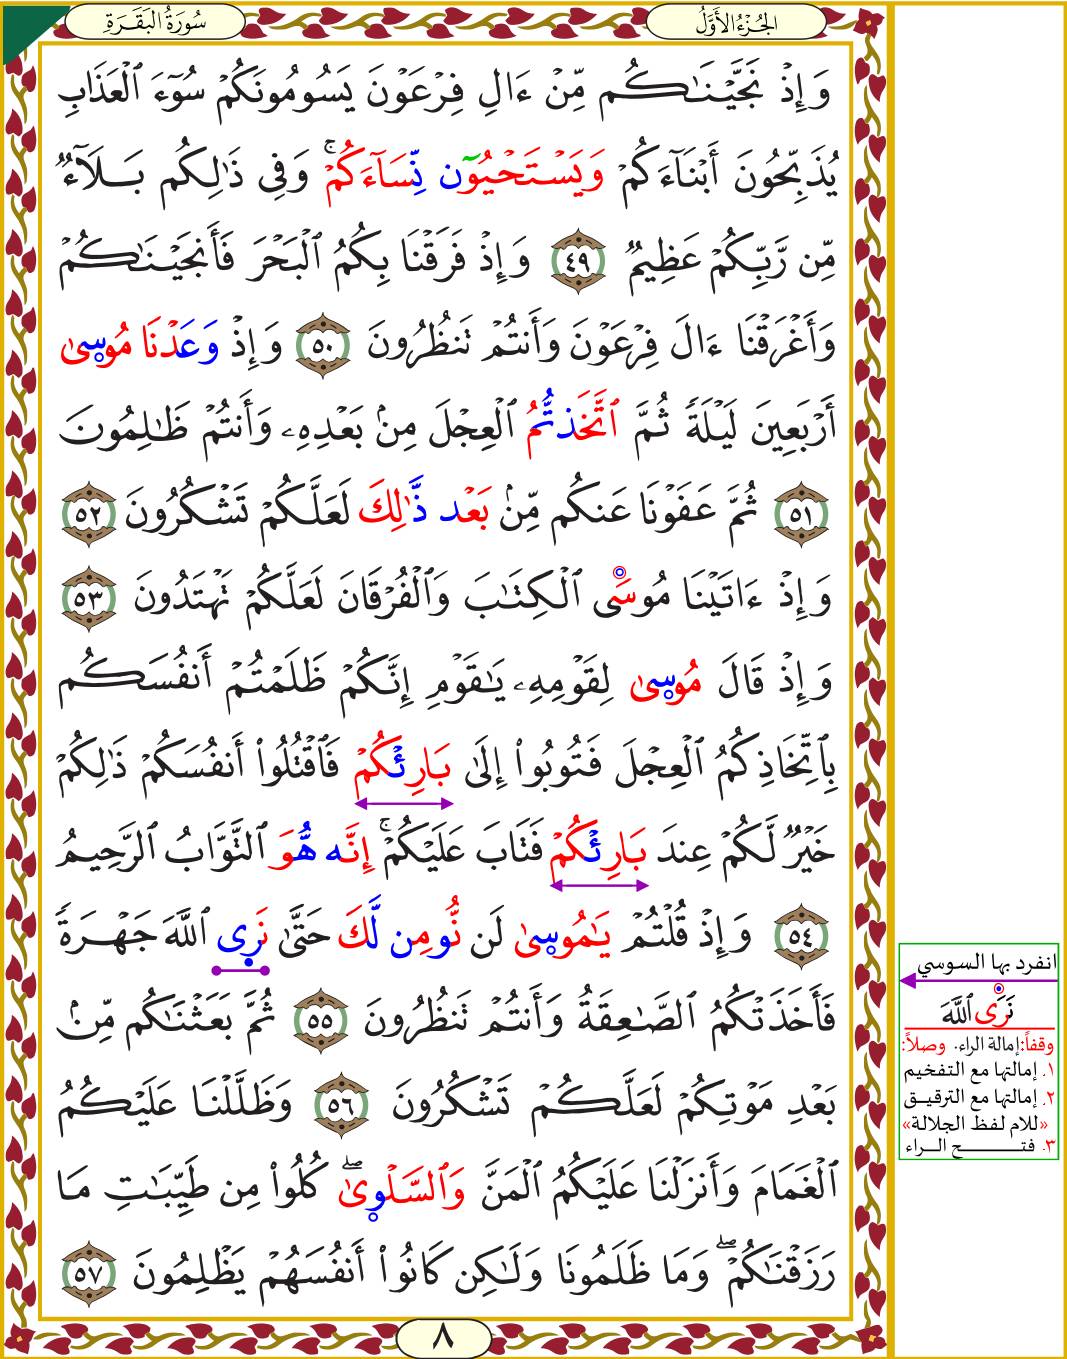 سُورَةُ البَقَرَةِ
الجُزْءُ الأَوَّلُ
وَإِذْ نَجَّيْنَٰكُم مِّنْ ءَالِ فِرْعَوْنَ يَسُومُونَكُمْ سُوٓءَ ٱلْعَذَابِ
يُذَبِّحُونَ أَبْنَآءَكُمْ وَيَسْتَحْيُوٓن نِّسَآءَكُمْۚ وَفِى ذَٰلِكُم بَلَآءٌ
مِّن رَّبِّكُمْ عَظِيمٌ ٤٩ وَإِذْ فَرَقْنَا بِكُمُ ٱلْبَحْرَ فَأَنجَيْنَٰكُمْ
وَأَغْرَقْنَا ءَالَ فِرْعَوْنَ وَأَنتُمْ تَنظُرُونَ ٥٠ وَإِذْ وَعَدْنَا مُوسِىٰ
أَرْبَعِينَ لَيْلَةً ثُمَّ ٱتَّخَذتُّمُ ٱلْعِجْلَ مِنۢ بَعْدِهِۦ وَأَنتُمْ ظَٰلِمُونَ
٥١ ثُمَّ عَفَوْنَا عَنكُم مِّنۢ بَعْد ذَّٰلِكَ لَعَلَّكُمْ تَشْكُرُونَ ٥٢
وَإِذْ ءَاتَيْنَا مُوسَى ٱلْكِتَٰبَ وَٱلْفُرْقَانَ لَعَلَّكُمْ تَهْتَدُونَ ٥٣
وَإِذْ قَالَ مُوسِىٰ لِقَوْمِهِۦ يَٰقَوْمِ إِنَّكُمْ ظَلَمْتُمْ أَنفُسَكُم
بِٱتِّخَاذِكُمُ ٱلْعِجْلَ فَتُوبُوا۟ إِلَىٰ بَارِئْكُمْ فَٱقْتُلُوا۟ أَنفُسَكُمْ ذَٰلِكُمْ
خَيْرٌ لَّكُمْ عِندَ بَارِئْكُمْ فَتَابَ عَلَيْكُمْۚ إِنَّه هُّوَ ٱلتَّوَّابُ ٱلرَّحِيمُ
٥٤ وَإِذْ قُلْتُمْ يَٰمُوسِىٰ لَن نُّومِن لَّكَ حَتَّىٰ نَرِى ٱللَّهَ جَهْرَةً
فَأَخَذَتْكُمُ ٱلصَّٰعِقَةُ وَأَنتُمْ تَنظُرُونَ ٥٥ ثُمَّ بَعَثْنَٰكُم مِّنۢ
بَعْدِ مَوْتِكُمْ لَعَلَّكُمْ تَشْكُرُونَ ٥٦ وَظَلَّلْنَا عَلَيْكُمُ
ٱلْغَمَامَ وَأَنزَلْنَا عَلَيْكُمُ ٱلْمَنَّ وَٱلسَّلْوِىٰۖ كُلُوا۟ مِن طَيِّبَٰتِ مَا
رَزَقْنَٰكُمْۖ وَمَا ظَلَمُونَا وَلَٰكِن كَانُوا۟ أَنفُسَهُمْ يَظْلِمُونَ ٥٧
٨
انفرد بها السوسي
نَرَى ٱللَّهَ
وقفاً: إمالة الراء. وصلاً:
١. إمالتها مع التفخيم
٢. إمالتها مع الترقيق
«للام لفظ الجلالة»
٣. فتح الراء